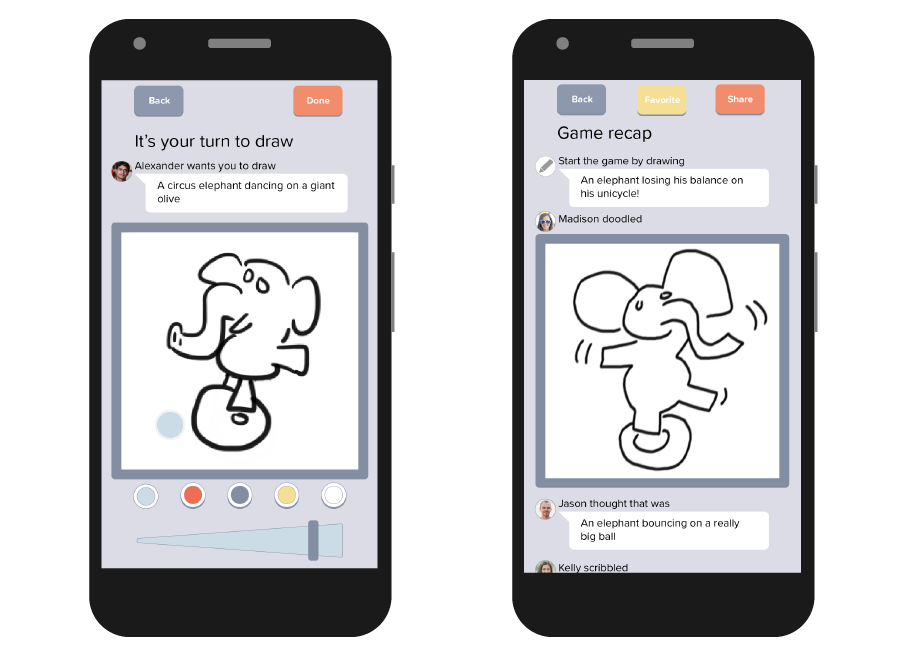 Back
Done
It's your turn to draw
Alexander wants you to draw
A circus elephant dancing on a giant
olive
Back
Favorite
Share
Game recap
Start the game by drawing
An elephant losing his balance on
his unicycle!
Madison doodled
Jason thought that was
An elephant bouncing on a really
big ball
Kelly scribbled